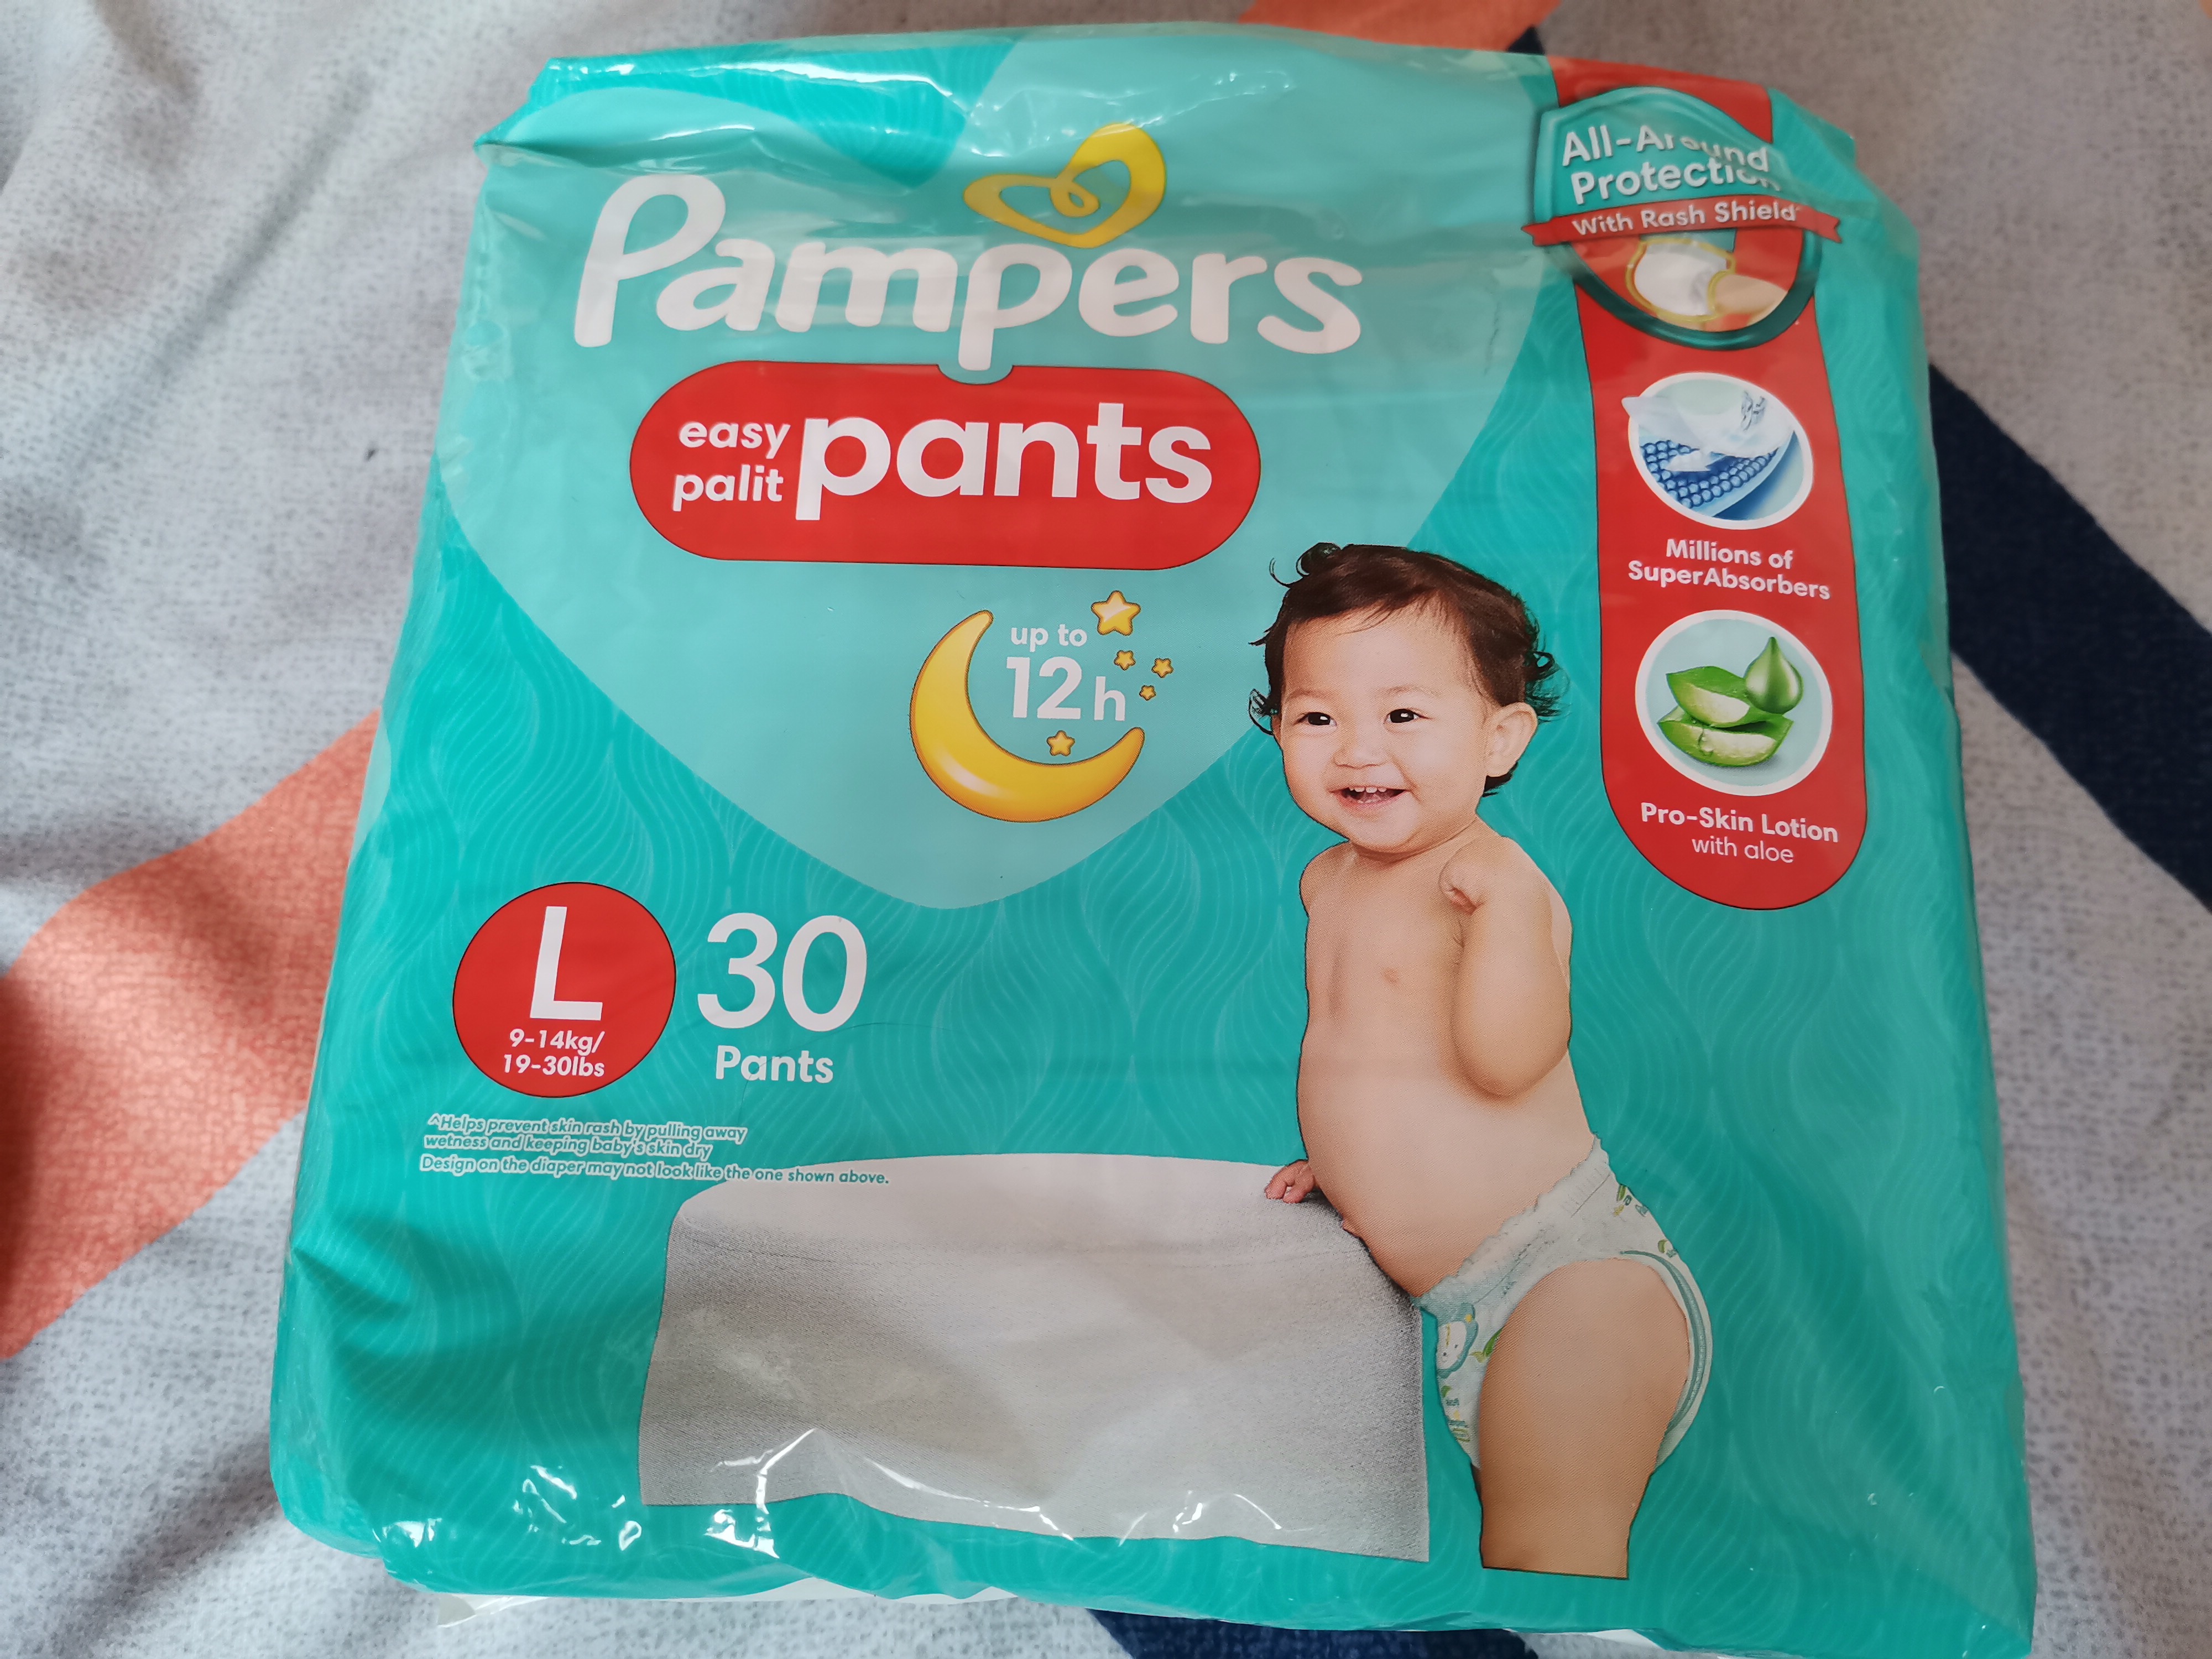 Pampers
easy
palit
pants
up to
12h
L
9-14kg/
19-30lbs
30
Pants
^Helps prevent skin rash by pulling away
wetness and keeping baby's skin dry
Design on the diaper may not look like the one shown above.
All-Around
Protection
With Rash Shield^
Millions of
SuperAbsorbers
Pro-Skin Lotion
with aloe